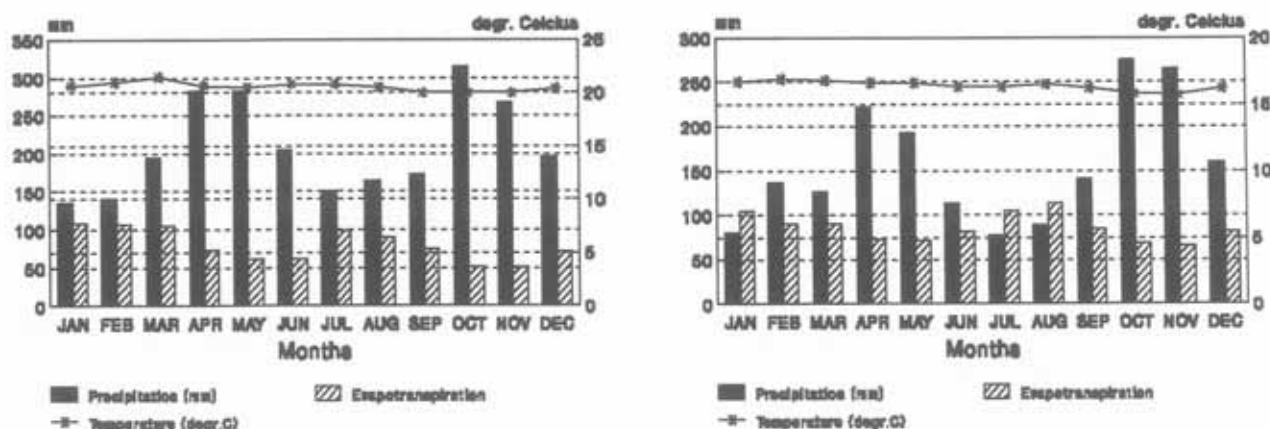 mm degr. Celcius
350 25
300
20
250
200 15
150 10
100
5
50
0 0
JAN FEB MAR APR MAY JUN JUL AUG SEP OCT NOV DEC
Months
Precipitation (mm) Evapotranspiration
Temperature (degr.C)
mm degr. Celcius
300 20
250
15
200
150 10
100
5
50
0 0
JAN FEB MAR APR MAY JUN JUL AUG SEP OCT NOV DEC
Months
Precipitation (mm) Evapotranspiration
Temperature (degr.C)